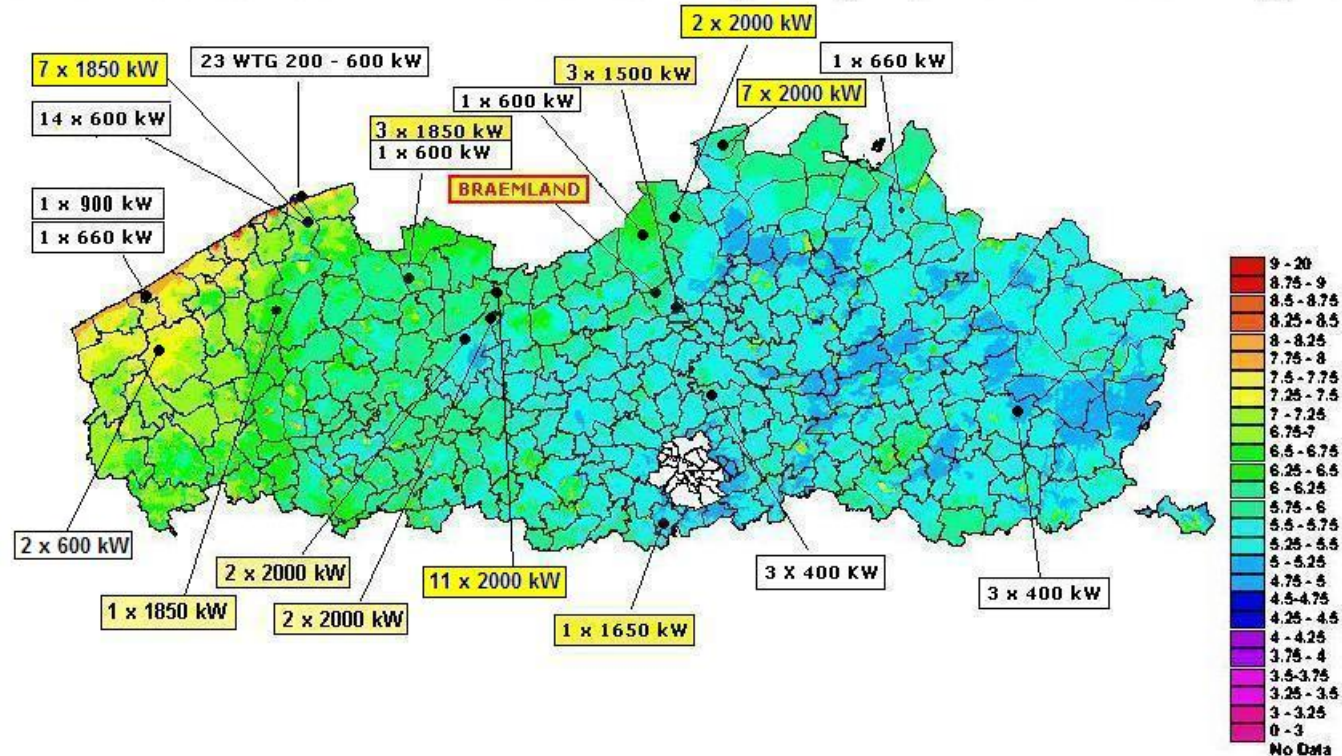 2 x 2000 kW
7 x 1850 kW
23 WTG 200 - 600 kW
3 x 1500 kW
1 x 660 kW
14 x 600 kW
1 x 600 kW
7 x 2000 kW
3 x 1850 kW
1 x 600 kW
BRAEMLAND
1 x 900 kW
1 x 660 kW
2 x 600 kW
2 x 2000 kW
11 x 2000 kW
3 X 400 KW
3 x 400 kW
1 x 1850 kW
2 x 2000 kW
1 x 1650 kW
9 - 20
8.75 - 9
8.5 - 8.75
8.25 - 8.5
8 - 8.25
7.75 - 8
7.5 - 7.75
7.25 - 7.5
7 - 7.25
6.75-7
6.5 - 6.75
6.25 - 6.5
6 - 6.25
5.75 - 6
5.5 - 5.75
5.25 - 5.5
5 - 5.25
4.75 - 5
4.5-4.75
4.25 - 4.5
4 - 4.25
3.75 - 4
3.5-3.75
3.25 - 3.5
3 - 3.25
0 - 3
No Data